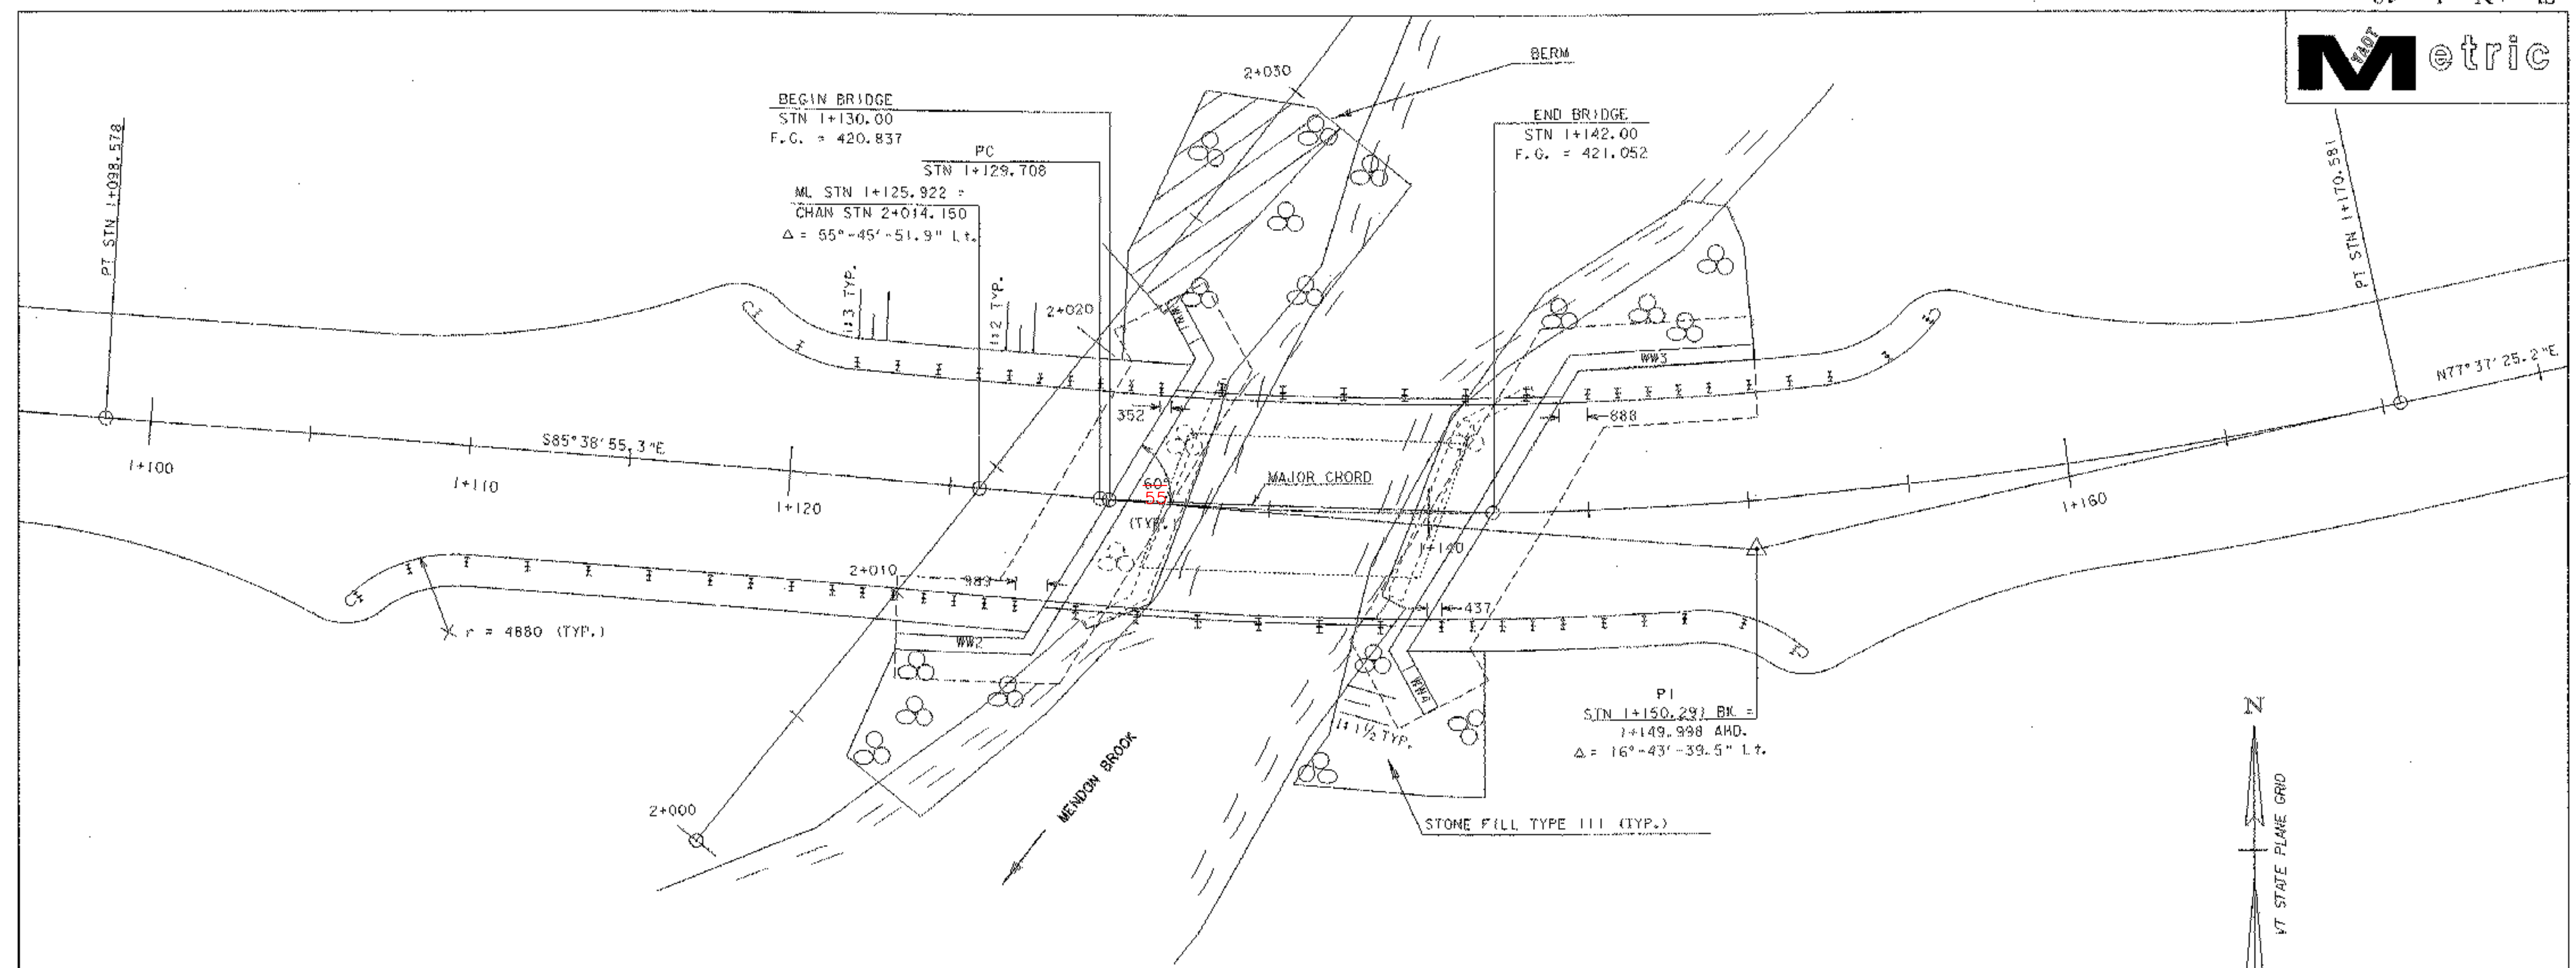 VAOT
Metric
BERM
2+030
BEGIN BRIDGE
STN 1+130.00
F.G. = 420.837
END BRIDGE
STN 1+142.00
F.G. = 421.052
PC
STN 1+129.708
ML STN 1+125.922 =
CHAN STN 2+014.150
Δ = 55°-45'-51.9" Lt.
PT STN 1+098.578
PT STN 1+170.581
1:3 TYP.
1:2 TYP.
2+020
WW1
WW3
N77°37'25.2"E
352
888
S85°38'55.3"E
1+100
1+110
1+120
60°
55
(TYP.)
MAJOR CHORD
1+140
1+160
2+010
989
437
r = 4880 (TYP.)
WW2
WW4
1:1½ TYP.
PI
STN 1+150.291 BK =
1+149.998 AHD.
Δ = 16°-43'-39.5" Lt.
N
MENDON BROOK
2+000
STONE FILL TYPE III (TYP.)
VT STATE PLANE GRID